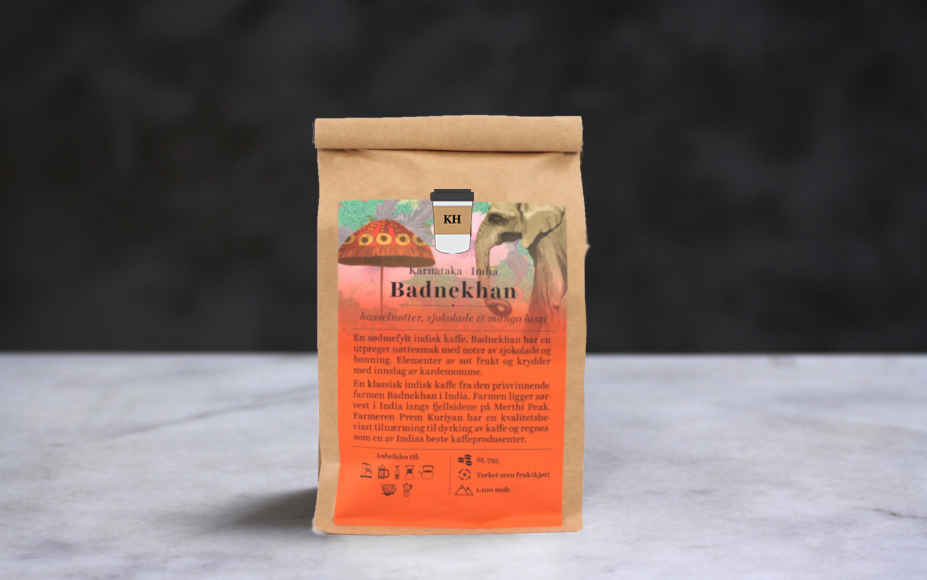 KH
Karnataka - India
Badnekhan
hasselnøtter, sjokolade & mango lassi
En sødmefylt indisk kaffe. Badnekhan har en
utpreget nøttesmak med noter av sjokolade og
honning. Elementer av søt frukt og krydder
med innslag av kardemomme.
En klassisk indisk kaffe fra den prisvinnende
farmen Badnekhan i India. Farmen ligger sør-
vest i India langs fjellsidene på Merthi Peak.
Farmeren Prem Kuriyan har en kvalitetsbe-
visst tilnærming til dyrking av kaffe og regnes
som en av Indias beste kaffeprodusenter.
Anbefales til:
SL 795
Tørket uten fruktkjøtt
1.100 moh.